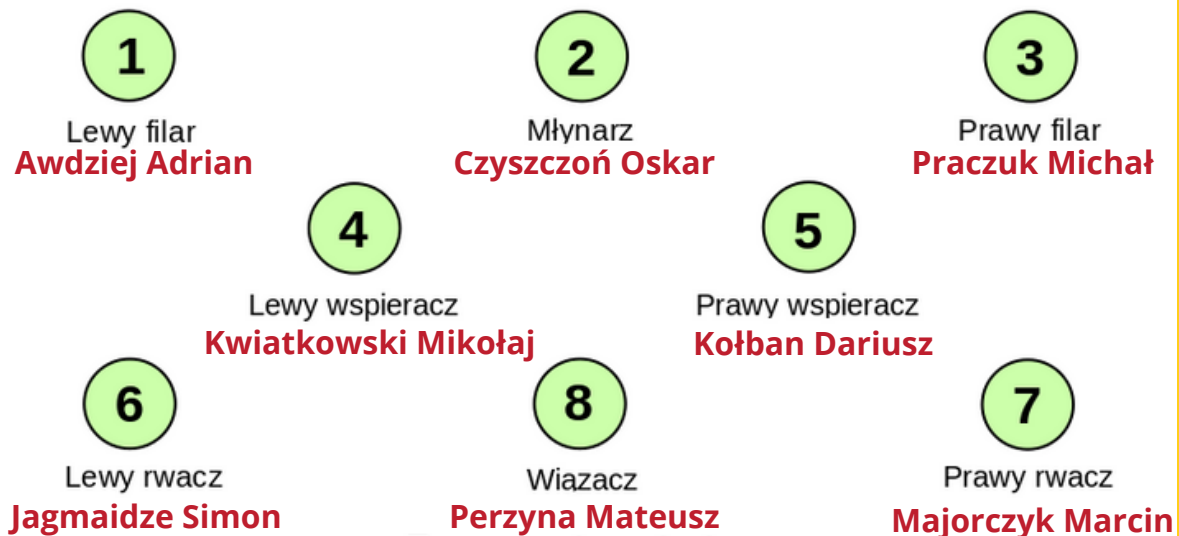 1 2 3
Lewy filar Młynarz Prawy filar
Awdziej Adrian Czyszczoń Oskar Praczuk Michał
4 5
Lewy wspieracz Prawy wspieracz
Kwiatkowski Mikołaj Kołban Dariusz
6 8 7
Lewy rwacz Wiązacz Prawy rwacz
Jagmaidze Simon Perzyna Mateusz Majorczyk Marcin